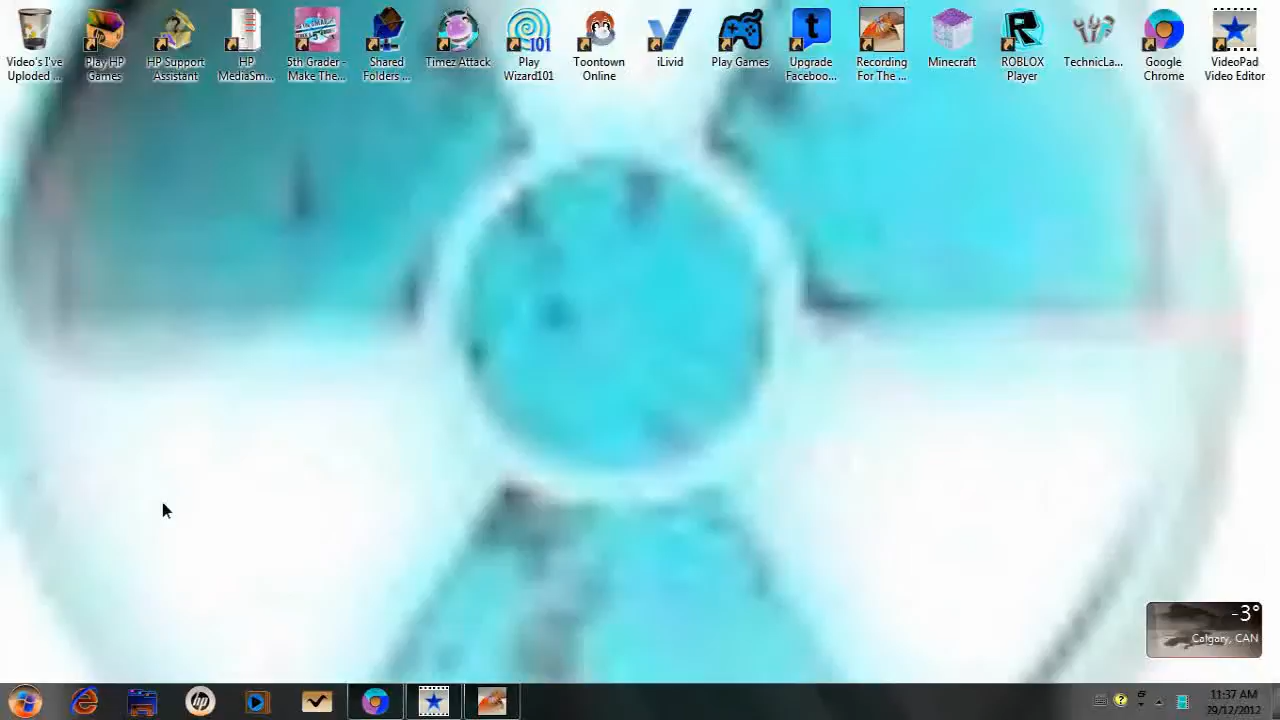 Video's I've Uploded ...
Play HP Games
HP Support Assistant
HP MediaSm...
5th Grader - Make The...
Shared Folders ...
Timez Attack
Play Wizard101
Toontown Online
iLivid
Play Games
Upgrade Faceboo...
Recording For The ...
Minecraft
ROBLOX Player
TechnicLa...
Google Chrome
VideoPad Video Editor
-3°
Calgary, CAN
11:37 AM
29/12/2012